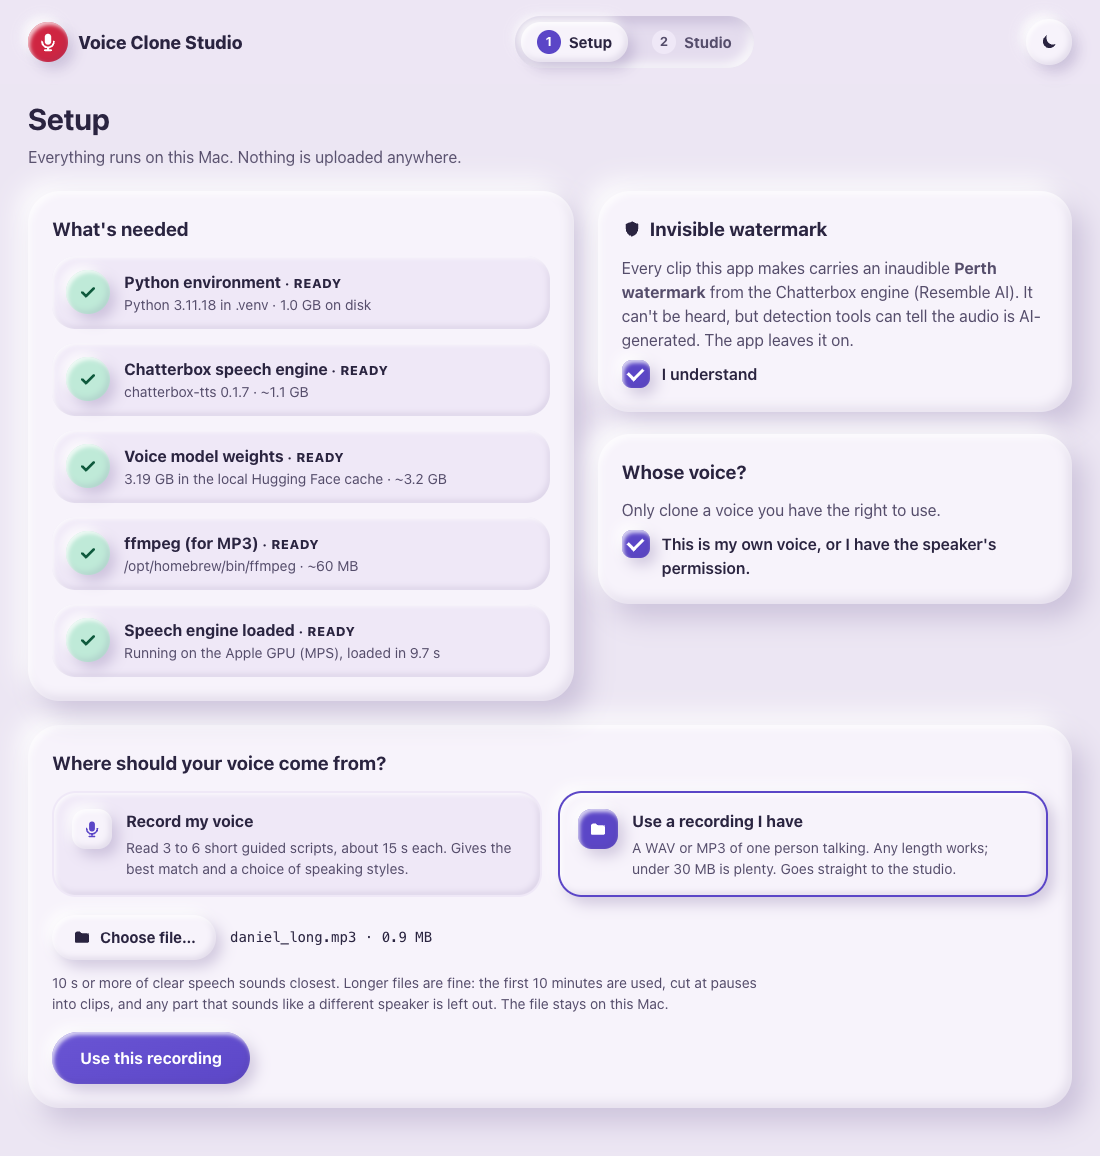 Voice Clone Studio
1 Setup
2 Studio
Setup
Everything runs on this Mac. Nothing is uploaded anywhere.
What's needed
Python environment · READY
Python 3.11.18 in .venv · 1.0 GB on disk
Chatterbox speech engine · READY
chatterbox-tts 0.1.7 · ~1.1 GB
Voice model weights · READY
3.19 GB in the local Hugging Face cache · ~3.2 GB
ffmpeg (for MP3) · READY
/opt/homebrew/bin/ffmpeg · ~60 MB
Speech engine loaded · READY
Running on the Apple GPU (MPS), loaded in 9.7 s
Invisible watermark
Every clip this app makes carries an inaudible Perth
watermark from the Chatterbox engine (Resemble AI). It
can't be heard, but detection tools can tell the audio is AI-
generated. The app leaves it on.
I understand
Whose voice?
Only clone a voice you have the right to use.
This is my own voice, or I have the speaker's
permission.
Where should your voice come from?
Record my voice
Read 3 to 6 short guided scripts, about 15 s each. Gives the
best match and a choice of speaking styles.
Use a recording I have
A WAV or MP3 of one person talking. Any length works;
under 30 MB is plenty. Goes straight to the studio.
Choose file...
daniel_long.mp3 · 0.9 MB
10 s or more of clear speech sounds closest. Longer files are fine: the first 10 minutes are used, cut at pauses
into clips, and any part that sounds like a different speaker is left out. The file stays on this Mac.
Use this recording